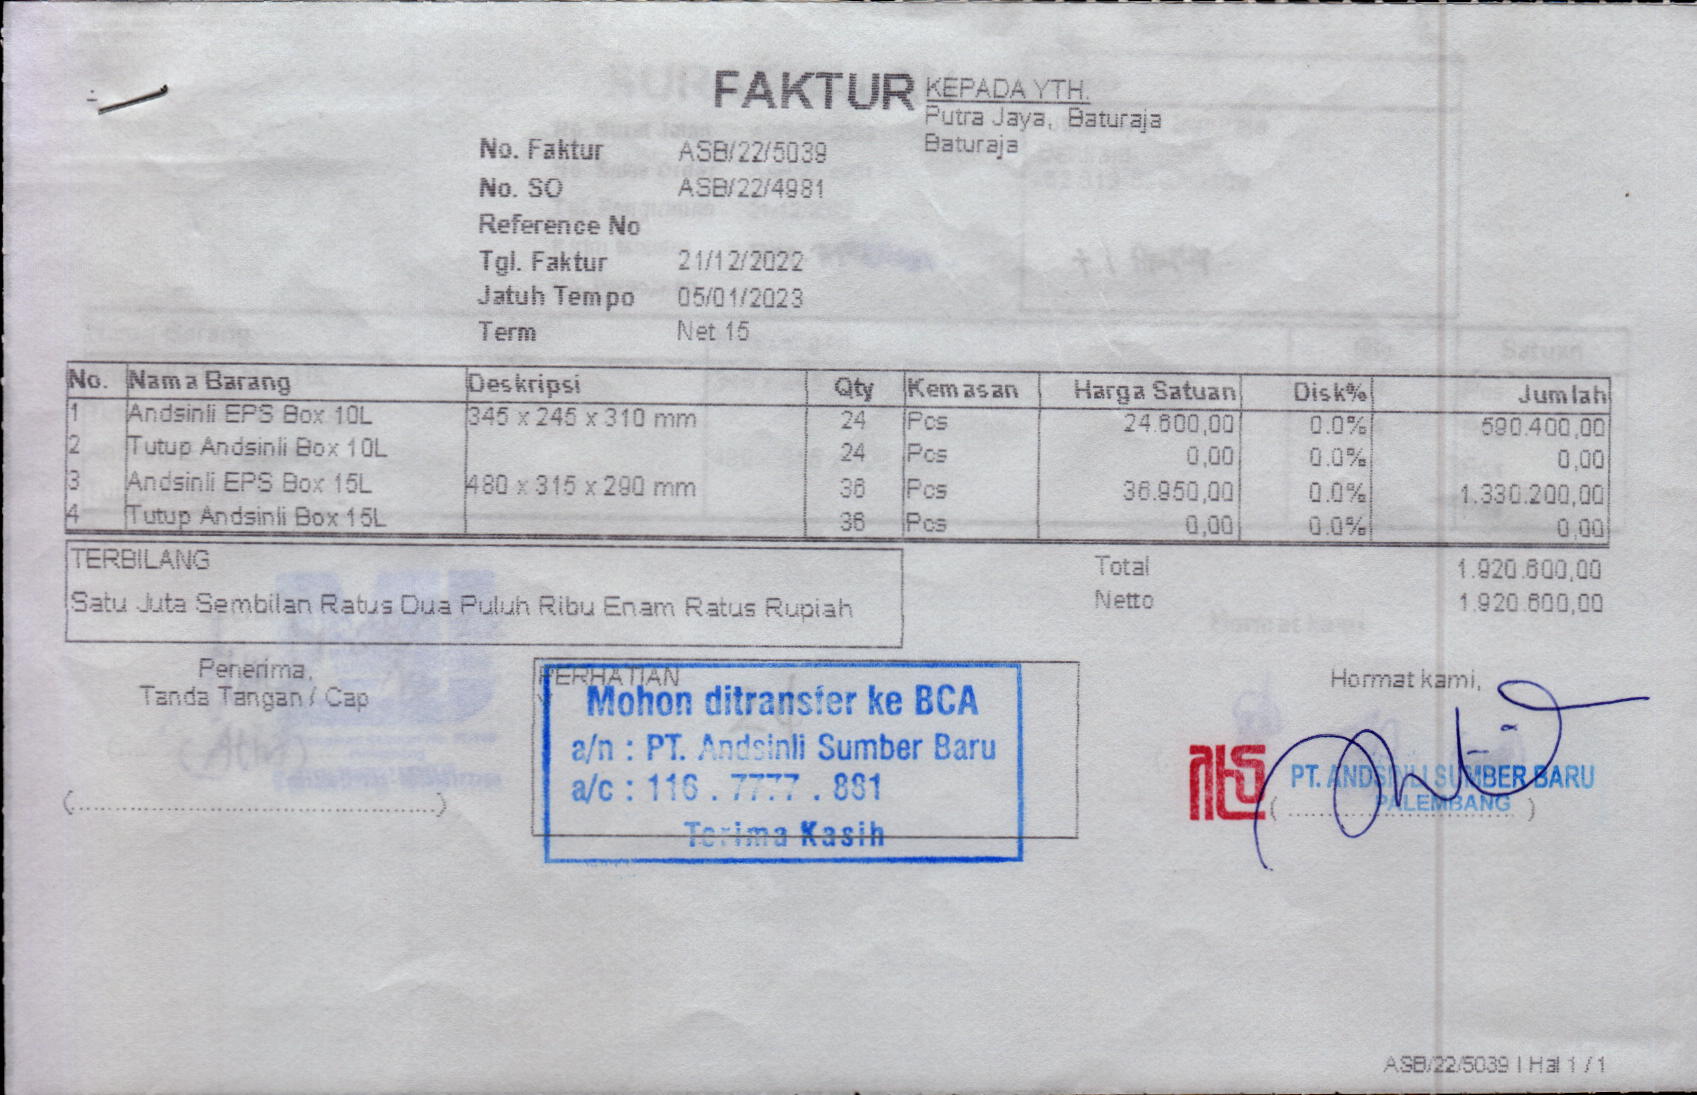 FAKTUR
KEPADA YTH.
Putra Jaya, Baturaja
Baturaja
No. Faktur ASB/22/5039
No. SO ASB/22/4981
Reference No
Tgl. Faktur 21/12/2022
Jatuh Tempo 05/01/2023
Term Net 15
No. Nama Barang Deskripsi Qty Kemasan Harga Satuan Disk% Jumlah
1 Andsinli EPS Box 10L 345 x 245 x 310 mm 24 Pcs 24.600,00 0.0% 590.400,00
2 Tutup Andsinli Box 10L 24 Pcs 0,00 0.0% 0,00
3 Andsinli EPS Box 15L 480 x 315 x 290 mm 36 Pcs 36.950,00 0.0% 1.330.200,00
4 Tutup Andsinli Box 15L 36 Pcs 0,00 0.0% 0,00
TERBILANG
Satu Juta Sembilan Ratus Dua Puluh Ribu Enam Ratus Rupiah
Total 1.920.600,00
Netto 1.920.600,00
Penerima,
Tanda Tangan / Cap
(....................................)
PERHATIAN
Mohon ditransfer ke BCA
a/n : PT. Andsinli Sumber Baru
a/c : 116 . 7777 . 881
Terima Kasih
Hormat kami,
PT. ANDSINLI SUMBER BARU
PALEMBANG
(....................................)
ASB/22/5039 | Hal 1 / 1